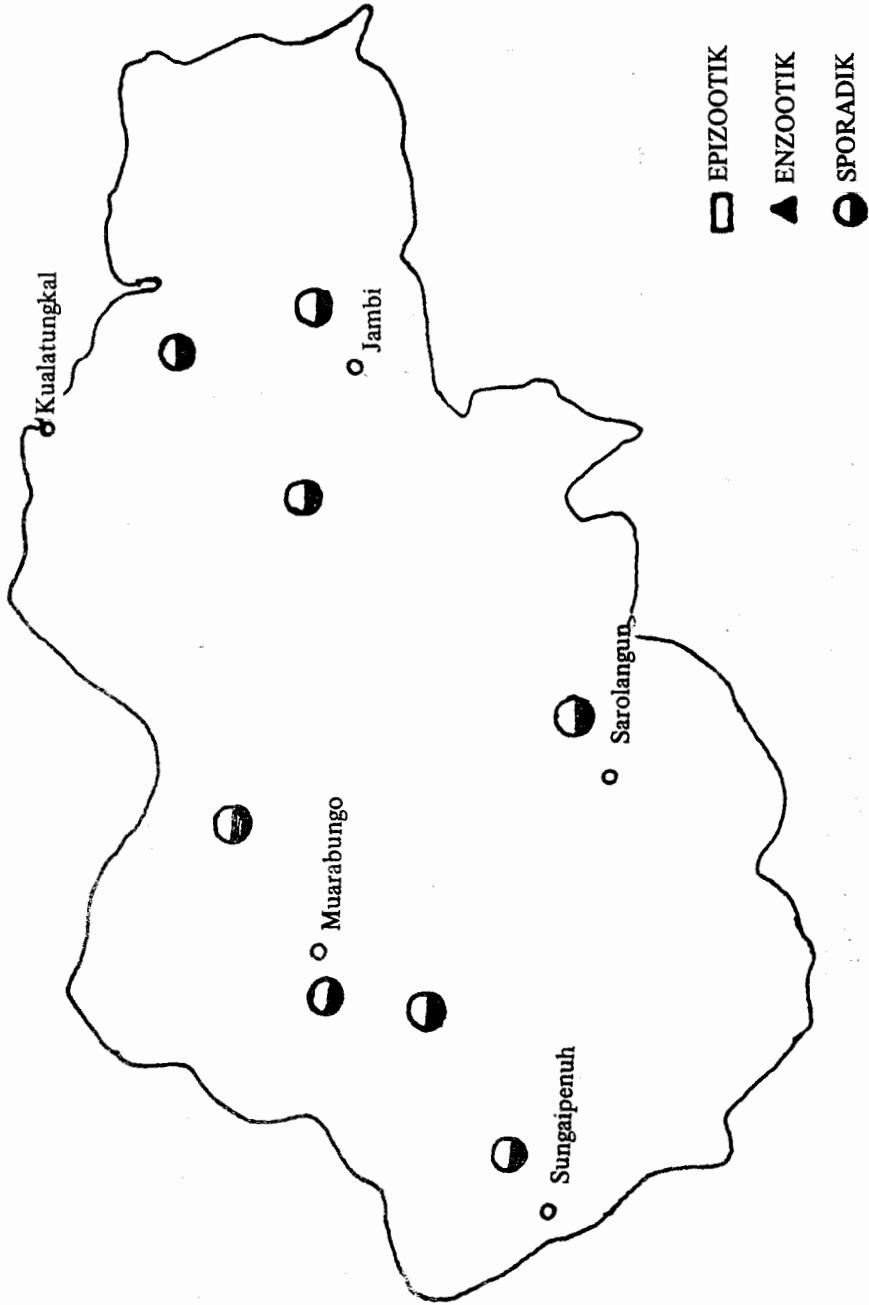 Kualatungkal
Jambi
Muarabungo
Sarolangun
Sungaipenuh
EPIZOOTIK
ENZOOTIK
SPORADIK